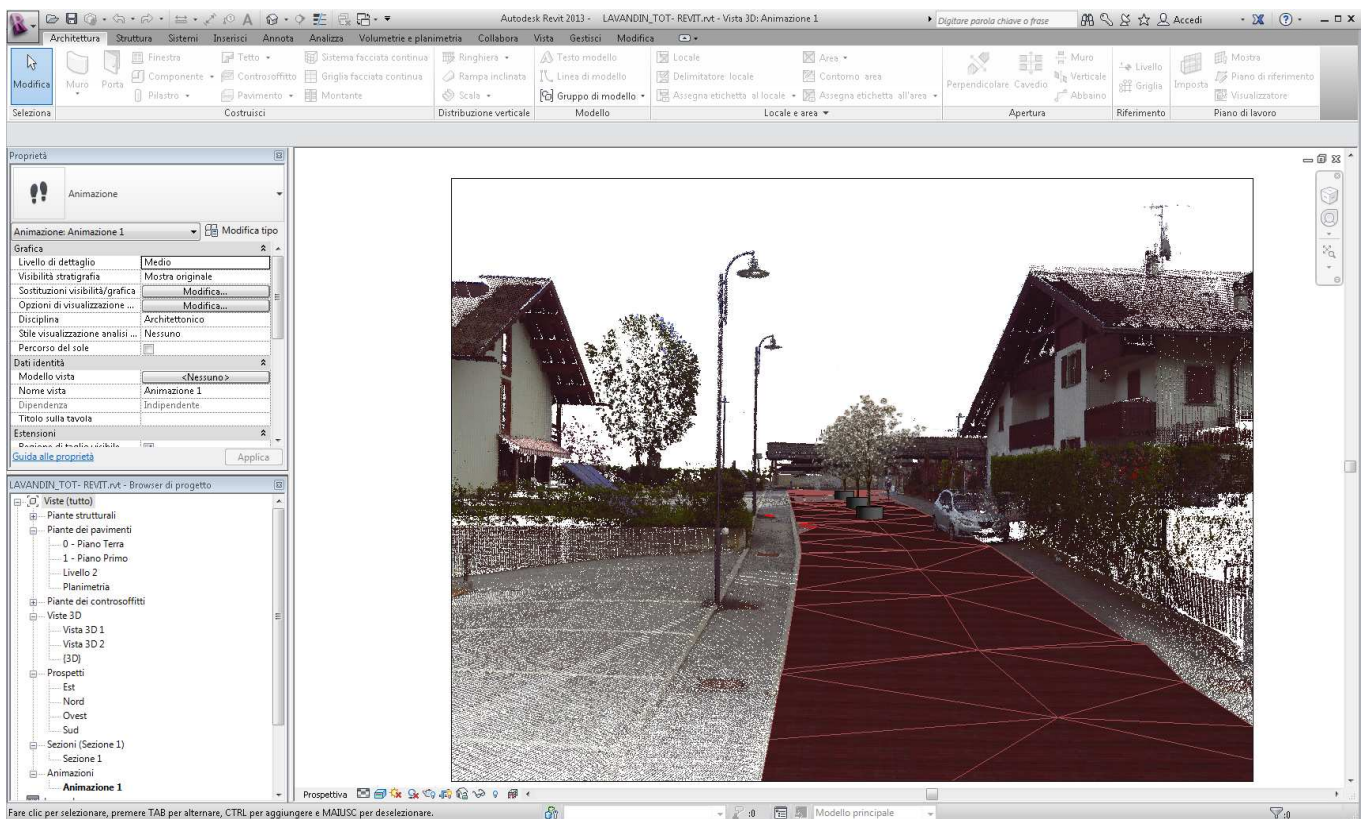 Autodesk Revit 2013 - LAVANDIN_TOT- REVIT.rvt - Vista 3D: Animazione 1
Digitare parola chiave o frase
Accedi
Architettura Struttura Sistemi Inserisci Annota Analizza Volumetrie e planimetria Collabora Vista Gestisci Modifica
Modifica
Muro
Porta
Finestra
Componente
Pilastro
Tetto
Controsoffitto
Pavimento
Sistema facciata continua
Griglia facciata continua
Montante
Ringhiera
Rampa inclinata
Scala
Testo modello
Linea di modello
Gruppo di modello
Locale
Delimitatore locale
Assegna etichetta al locale
Area
Contorno area
Assegna etichetta all'area
Perpendicolare
Cavedio
Muro
Verticale
Abbaino
Livello
Griglia
Imposta
Mostra
Piano di riferimento
Visualizzatore
Seleziona Costruisci Distribuzione verticale Modello Locale e area Apertura Riferimento Piano di lavoro
Proprietà
Animazione
Animazione: Animazione 1 Modifica tipo
Grafica
Livello di dettaglio Medio
Visibilità stratigrafia Mostra originale
Sostituzioni visibilità/grafica Modifica...
Opzioni di visualizzazione ... Modifica...
Disciplina Architettonico
Stile visualizzazione analisi ... Nessuno
Percorso del sole
Dati identità
Modello vista <Nessuno>
Nome vista Animazione 1
Dipendenza Indipendente
Titolo sulla tavola
Estensioni
Regione di taglio visibile
Guida alle proprietà Applica
LAVANDIN_TOT- REVIT.rvt - Browser di progetto
Viste (tutto)
Piante strutturali
Piante dei pavimenti
0 - Piano Terra
1 - Piano Primo
Livello 2
Planimetria
Piante dei controsoffitti
Viste 3D
Vista 3D 1
Vista 3D 2
{3D}
Prospetti
Est
Nord
Ovest
Sud
Sezioni (Sezione 1)
Sezione 1
Animazioni
Animazione 1
Prospettiva
Fare clic per selezionare, premere TAB per alternare, CTRL per aggiungere e MAIUSC per deselezionare.
:0
Modello principale
:0